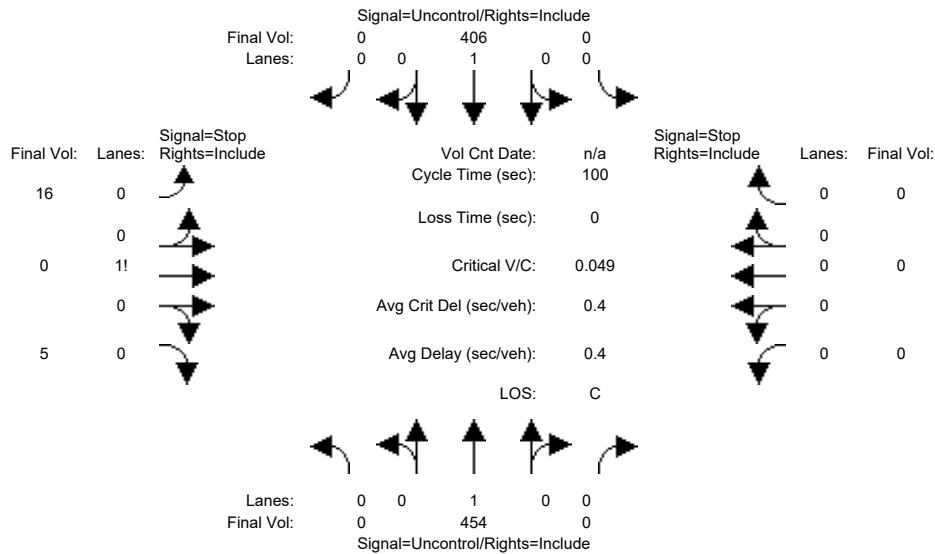 Signal=Uncontrol/Rights=Include
Final Vol: 0 406 0
Lanes: 0 0 1 0 0
Signal=Stop Signal=Stop
Final Vol: Lanes: Rights=Include Vol Cnt Date: n/a Rights=Include Lanes: Final Vol:
Cycle Time (sec): 100
16 0 0 0
Loss Time (sec): 0
0 0
0 1! Critical V/C: 0.049 0 0
0 Avg Crit Del (sec/veh): 0.4 0
5 0 Avg Delay (sec/veh): 0.4 0 0
LOS: C
Lanes: 0 0 1 0 0
Final Vol: 0 454 0
Signal=Uncontrol/Rights=Include